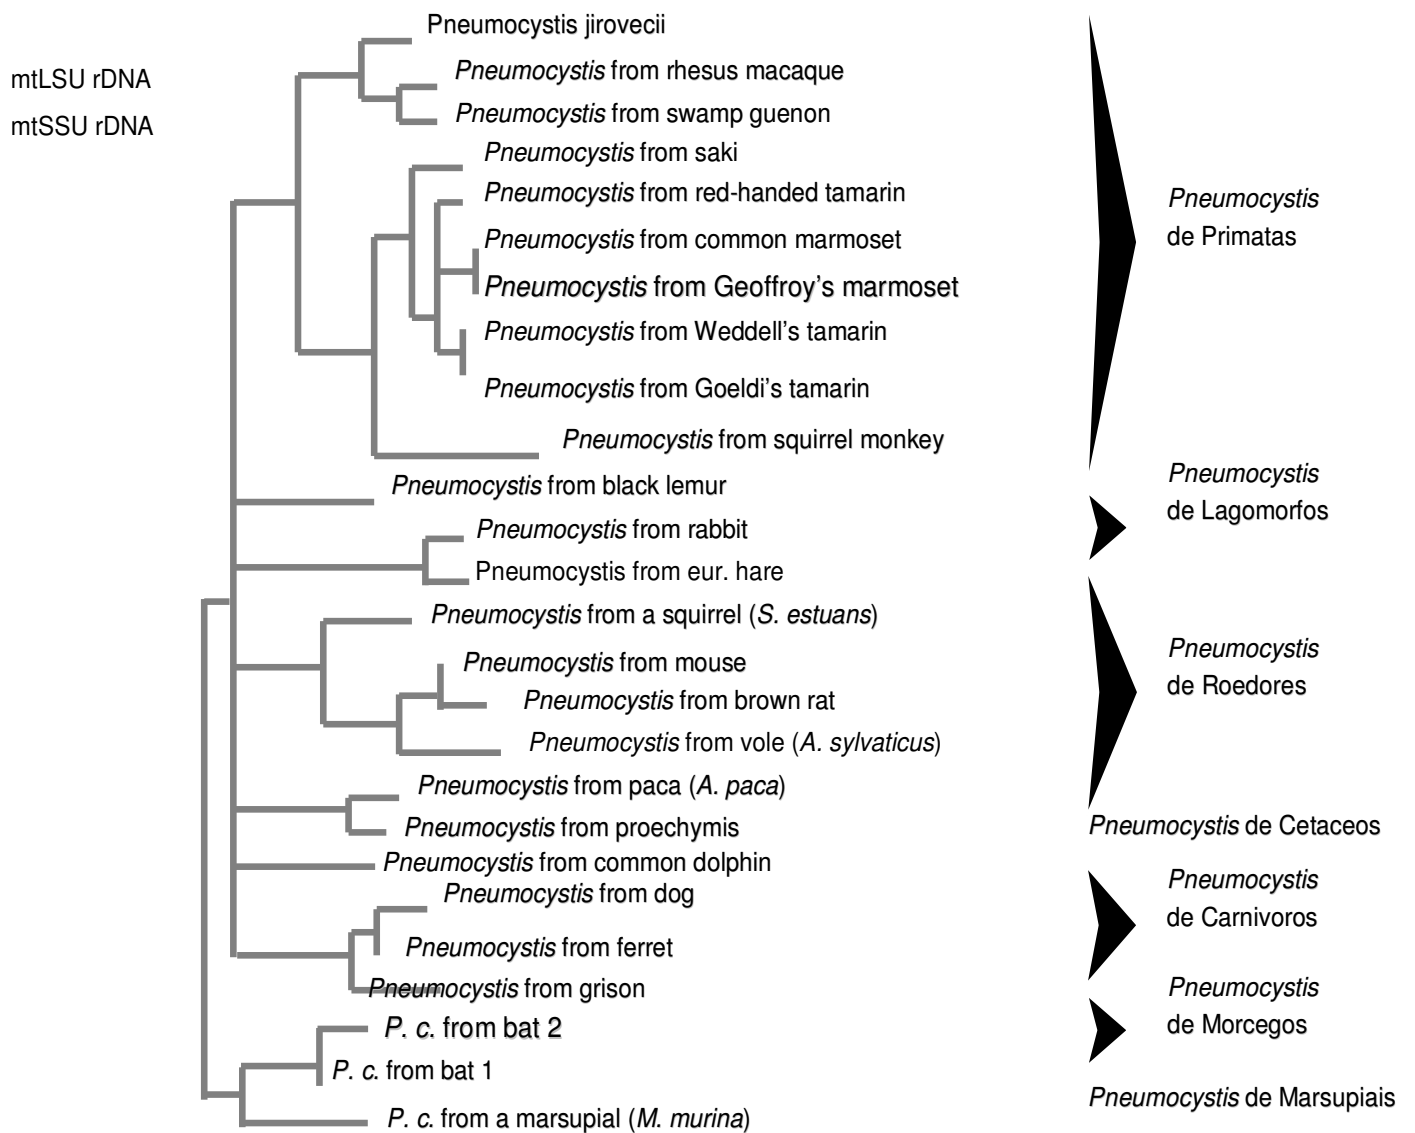 mtLSU rDNA
mtSSU rDNA
Pneumocystis jirovecii
Pneumocystis from rhesus macaque
Pneumocystis from swamp guenon
Pneumocystis from saki
Pneumocystis from red-handed tamarin
Pneumocystis from common marmoset
Pneumocystis from Geoffroy's marmoset
Pneumocystis from Weddell's tamarin
Pneumocystis from Goeldi's tamarin
Pneumocystis from squirrel monkey
Pneumocystis from black lemur
Pneumocystis from rabbit
Pneumocystis from eur. hare
Pneumocystis from a squirrel (S. estuans)
Pneumocystis from mouse
Pneumocystis from brown rat
Pneumocystis from vole (A. sylvaticus)
Pneumocystis from paca (A. paca)
Pneumocystis from proechymis
Pneumocystis from common dolphin
Pneumocystis from dog
Pneumocystis from ferret
Pneumocystis from grison
P. c. from bat 2
P. c. from bat 1
P. c. from a marsupial (M. murina)
Pneumocystis
de Primatas
Pneumocystis
de Lagomorfos
Pneumocystis
de Roedores
Pneumocystis de Cetaceos
Pneumocystis
de Carnivoros
Pneumocystis
de Morcegos
Pneumocystis de Marsupiais